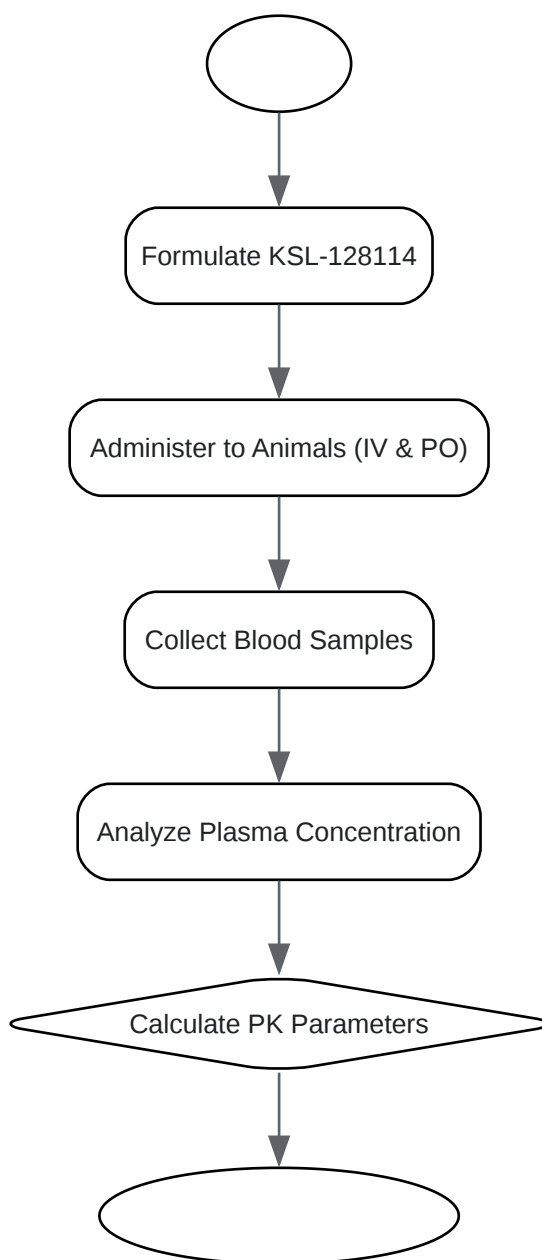 Formulate KSL-128114
Administer to Animals (IV & PO)
Collect Blood Samples
Analyze Plasma Concentration
Calculate PK Parameters